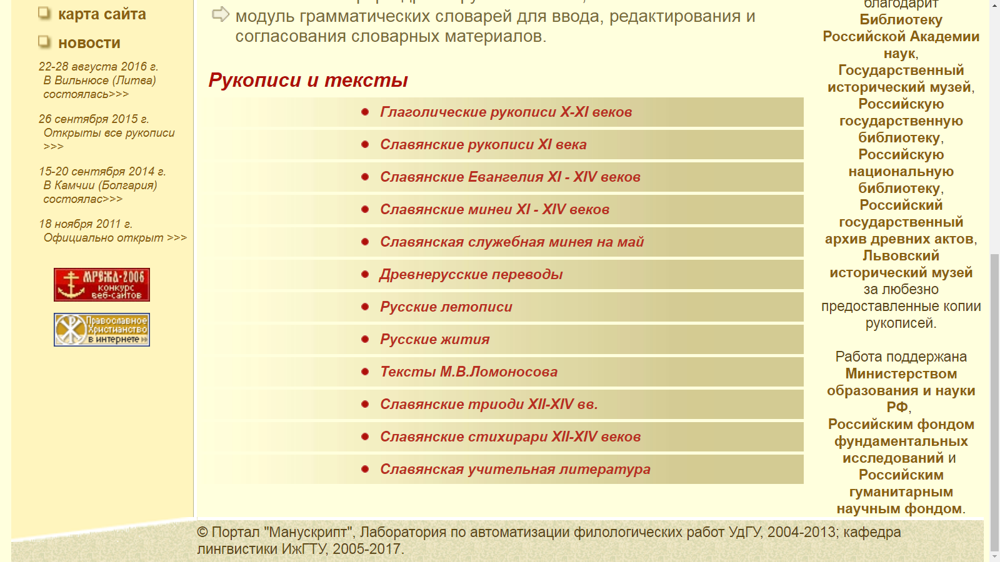 карта сайта
новости
22-28 августа 2016 г.
В Вильнюсе (Литва)
состоялась>>>
26 сентября 2015 г.
Открыты все рукописи
>>>
15-20 сентября 2014 г.
В Камчии (Болгария)
состоялас>>>
18 ноября 2011 г.
Официально открыт >>>
МРЕЖА-2006
КОНКУРС
ВЕБ-САЙТОВ
Православное
Христианство
в интернете»
модуль грамматических словарей для ввода, редактирования и
согласования словарных материалов.
Рукописи и тексты
Глаголические рукописи X-XI веков
Славянские рукописи XI века
Славянские Евангелия XI - XIV веков
Славянские минеи XI - XIV веков
Славянская служебная минея на май
Древнерусские переводы
Русские летописи
Русские жития
Тексты М.В.Ломоносова
Славянские триоди XII-XIV вв.
Славянские стихирари XII-XIV веков
Славянская учительная литература
благодарит
Библиотеку
Российской Академии
наук,
Государственный
исторический музей,
Российскую
государственную
библиотеку,
Российскую
национальную
библиотеку,
Российский
государственный
архив древних актов,
Львовский
исторический музей
за любезно
предоставленные копии
рукописей.
Работа поддержана
Министерством
образования и науки
РФ,
Российским фондом
фундаментальных
исследований и
Российским
гуманитарным
научным фондом.
© Портал "Манускрипт", Лаборатория по автоматизации филологических работ УдГУ, 2004-2013; кафедра
лингвистики ИжГТУ, 2005-2017.